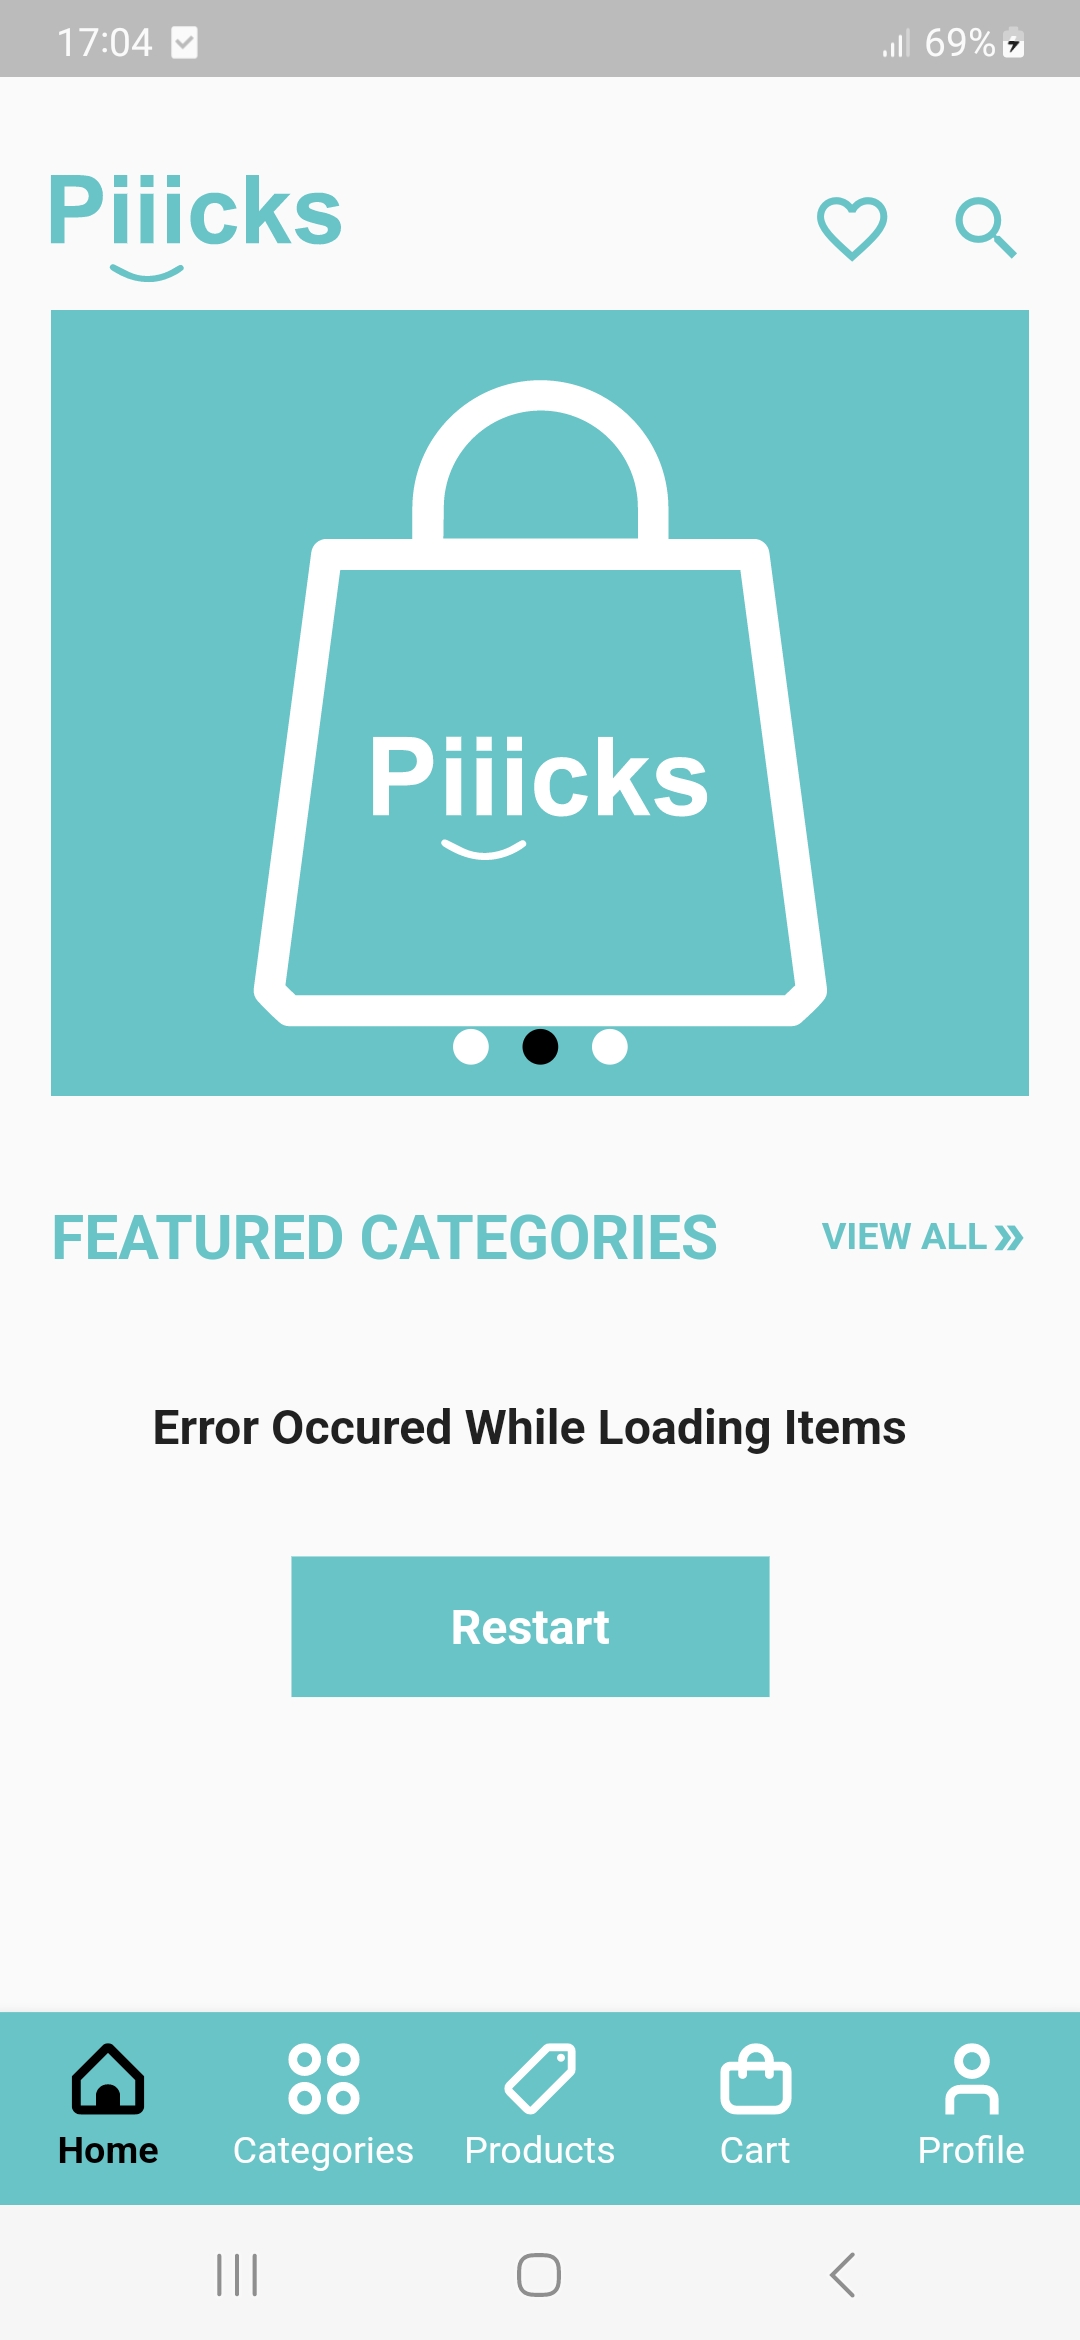 17:04
69%
Piiicks
Piiicks
FEATURED CATEGORIES
VIEW ALL »
Error Occured While Loading Items
Restart
Home
Categories
Products
Cart
Profile